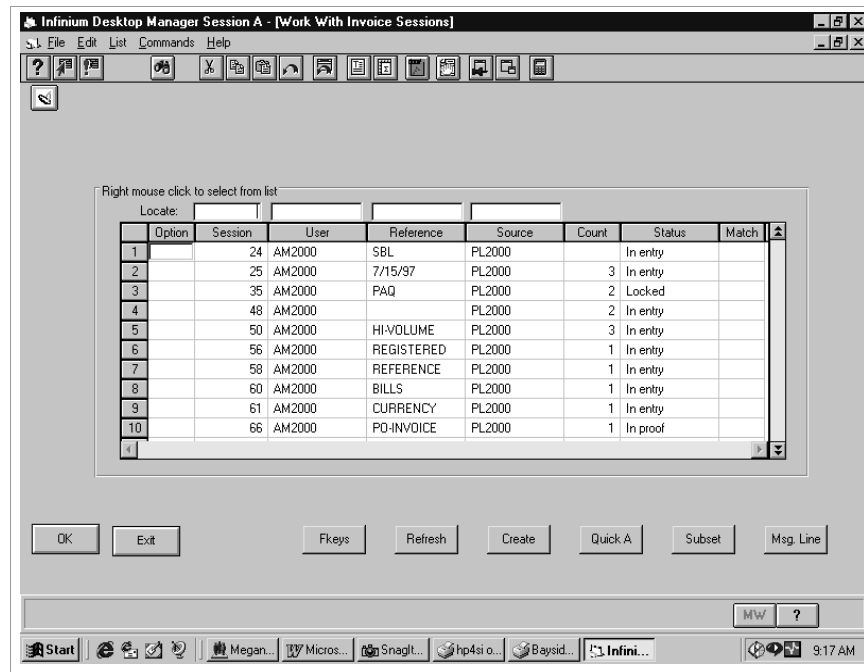 Infinium Desktop Manager Session A - [Work With Invoice Sessions]
File Edit List Commands Help
Right mouse click to select from list
Locate:
Option Session User Reference Source Count Status Match
1 24 AM2000 SBL PL2000 In entry
2 25 AM2000 7/15/97 PL2000 3 In entry
3 35 AM2000 PAQ PL2000 2 Locked
4 48 AM2000 PL2000 2 In entry
5 50 AM2000 HI-VOLUME PL2000 3 In entry
6 56 AM2000 REGISTERED PL2000 1 In entry
7 58 AM2000 REFERENCE PL2000 1 In entry
8 60 AM2000 BILLS PL2000 1 In entry
9 61 AM2000 CURRENCY PL2000 1 In entry
10 66 AM2000 PO-INVOICE PL2000 1 In proof
OK Exit Fkeys Refresh Create Quick A Subset Msg. Line
MW ?
Start Megan... Micros... SnagIt... hp4si o... Baysid... Infini... 9:17 AM